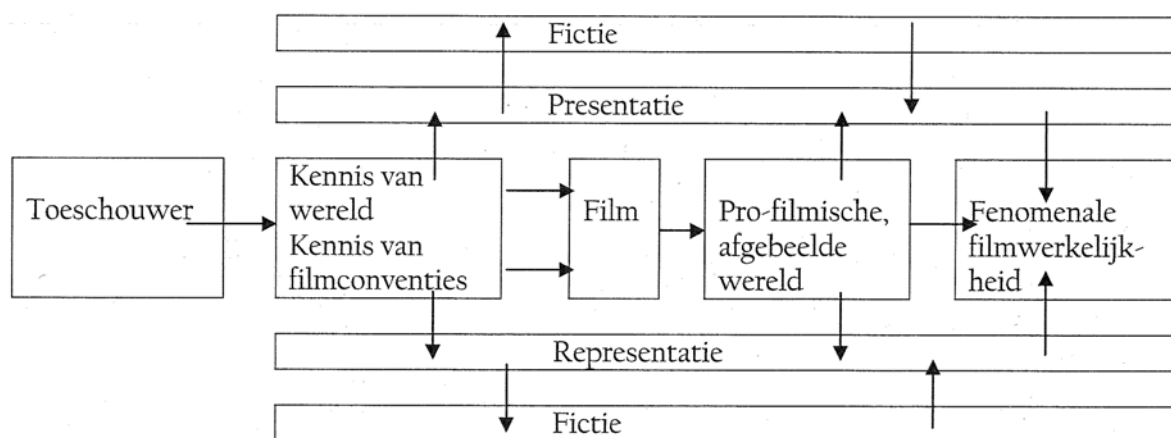 Fictie
Presentatie
Toeschouwer
Kennis van
wereld
Kennis van
filmconventies
Film
Pro-filmische,
afgebeelde
wereld
Fenomenale
filmwerkelijk-
heid
Representatie
Fictie